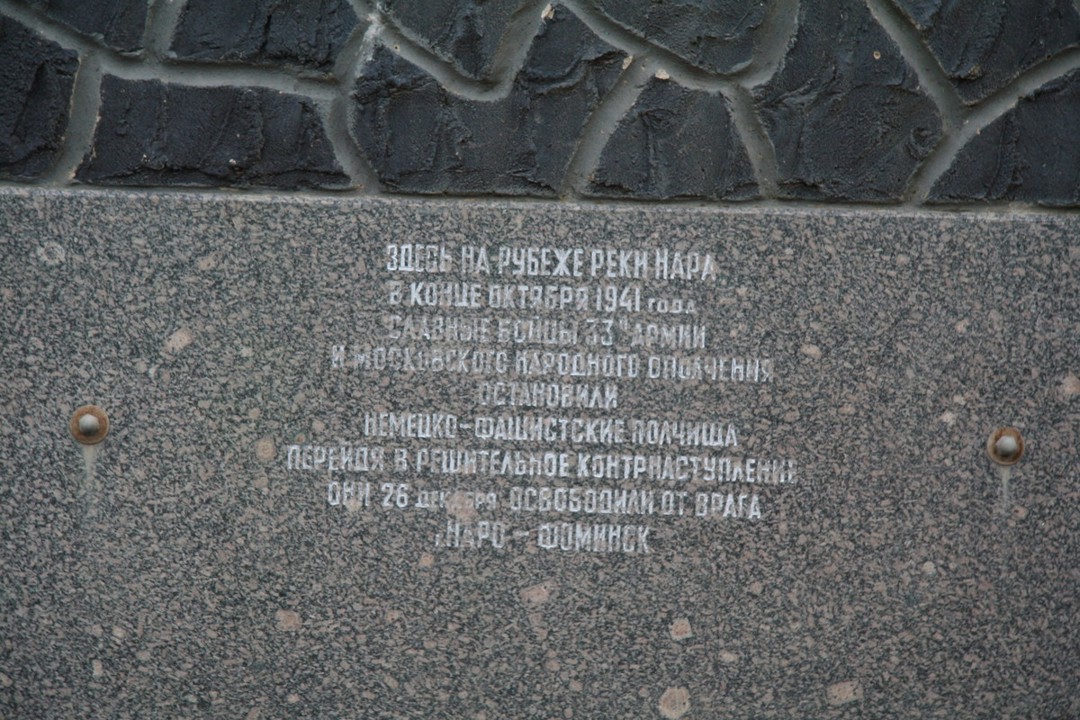 ЗДЕСЬ НА РУБЕЖЕ РЕКИ НАРА
В КОНЦЕ ОКТЯБРЯ 1941 ГОДА
СЛАВНЫЕ БОЙЦЫ 33й АРМИИ
И МОСКОВСКОГО НАРОДНОГО ОПОЛЧЕНИЯ
ОСТАНОВИЛИ
НЕМЕЦКО-ФАШИСТСКИЕ ПОЛЧИЩА
ПЕРЕЙДЯ В РЕШИТЕЛЬНОЕ КОНТРНАСТУПЛЕНИЕ
ОНИ 26 ДЕКАБРЯ ОСВОБОДИЛИ ОТ ВРАГА
НАРО-ФОМИНСК